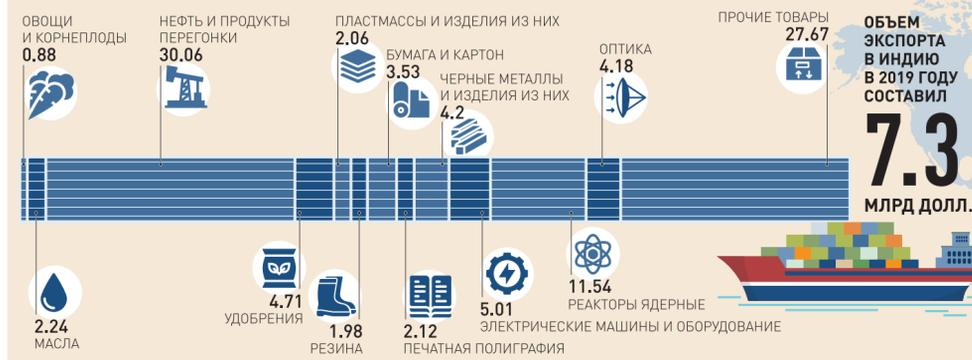 ОВОЩИ
И КОРНЕПЛОДЫ
0.88
НЕФТЬ И ПРОДУКТЫ
ПЕРЕГОНКИ
30.06
ПЛАСТМАССЫ И ИЗДЕЛИЯ ИЗ НИХ
2.06
БУМАГА И КАРТОН
3.53
ЧЕРНЫЕ МЕТАЛЛЫ
И ИЗДЕЛИЯ ИЗ НИХ
4.2
ОПТИКА
4.18
ПРОЧИЕ ТОВАРЫ
27.67
ОБЪЕМ
ЭКСПОРТА
В ИНДИЮ
В 2019 ГОДУ
СОСТАВИЛ
7.3
МЛРД ДОЛЛ.
2.24
МАСЛА
4.71
УДОБРЕНИЯ
1.98
РЕЗИНА
2.12
ПЕЧАТНАЯ ПОЛИГРАФИЯ
5.01
ЭЛЕКТРИЧЕСКИЕ МАШИНЫ И ОБОРУДОВАНИЕ
11.54
РЕАКТОРЫ ЯДЕРНЫЕ